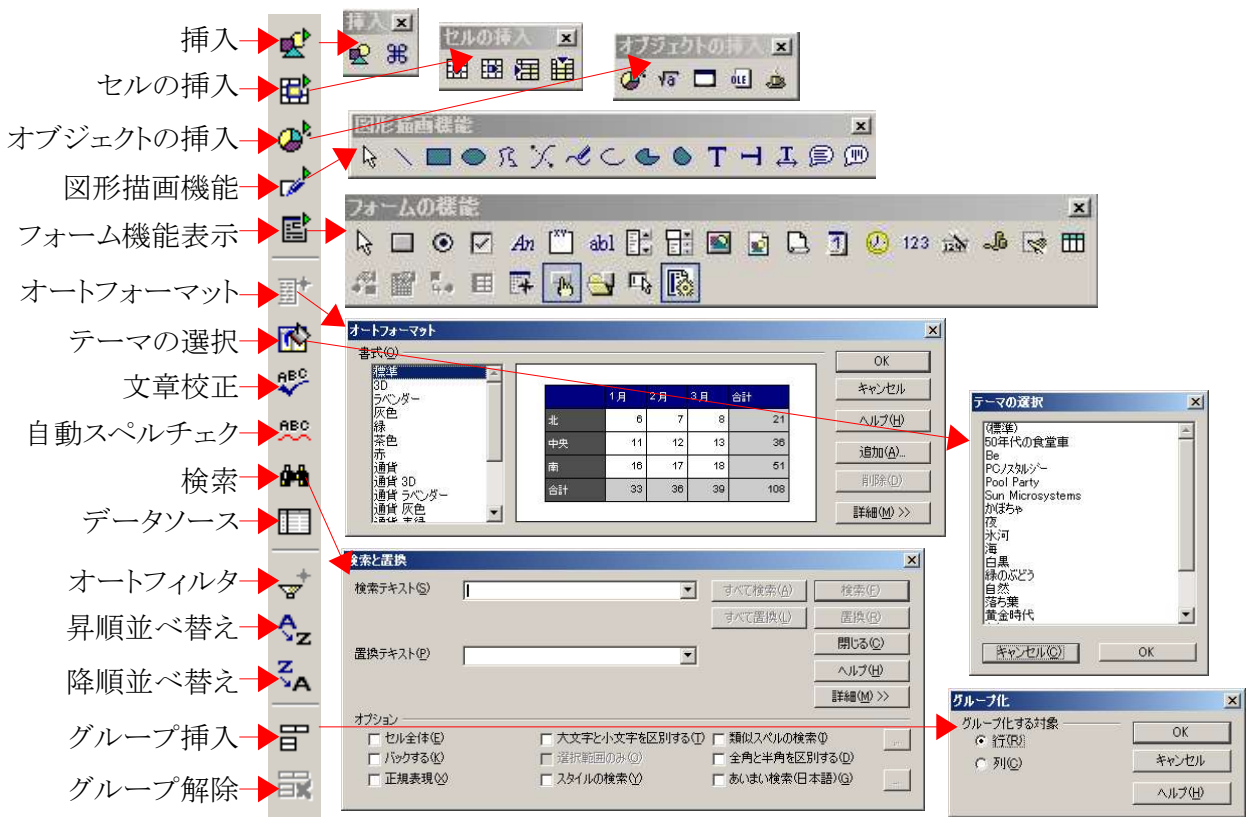 挿入
セルの挿入
オブジェクトの挿入
図形描画機能
フォーム機能表示
オートフォーマット
テーマの選択
文章校正
自動スペルチェク
検索
データソース
オートフィルタ
昇順並べ替え
降順並べ替え
グループ挿入
グループ解除
ABC
ABC
A
Z
Z
A
挿入
セルの挿入
オブジェクトの挿入
√a
OLE
図形描画機能
T
フォームの機能
An
XY
abl
1
123
オートフォーマット
書式(O)
標準
3D
ラベンダー
灰色
緑
茶色
赤
通貨
通貨 3D
通貨 ラベンダー
通貨 灰色
1月 2月 3月 合計
北 6 7 8 21
中央 11 12 13 36
南 16 17 18 51
合計 33 36 39 108
OK
キャンセル
ヘルプ(H)
追加(A)...
削除(D)
詳細(M) >>
テーマの選択
(標準)
50年代の食堂車
Be
PCノスタルジー
Pool Party
Sun Microsystems
かぼちゃ
夜
氷河
海
白黒
緑のぶどう
自然
落ち葉
黄金時代
キャンセル(C)
OK
検索と置換
検索テキスト(S)
すべて検索(A)
検索(F)
すべて置換(L)
置換(R)
閉じる(C)
置換テキスト(P)
ヘルプ(H)
詳細(M) >>
オプション
セル全体(E)
大文字と小文字を区別する(T)
類似スペルの検索(I)
...
バックする(K)
選択範囲のみ(O)
全角と半角を区別する(D)
正規表現(X)
スタイルの検索(Y)
あいまい検索(日本語)(G)
...
グループ化
グループ化する対象
行(R)
列(C)
OK
キャンセル
ヘルプ(H)